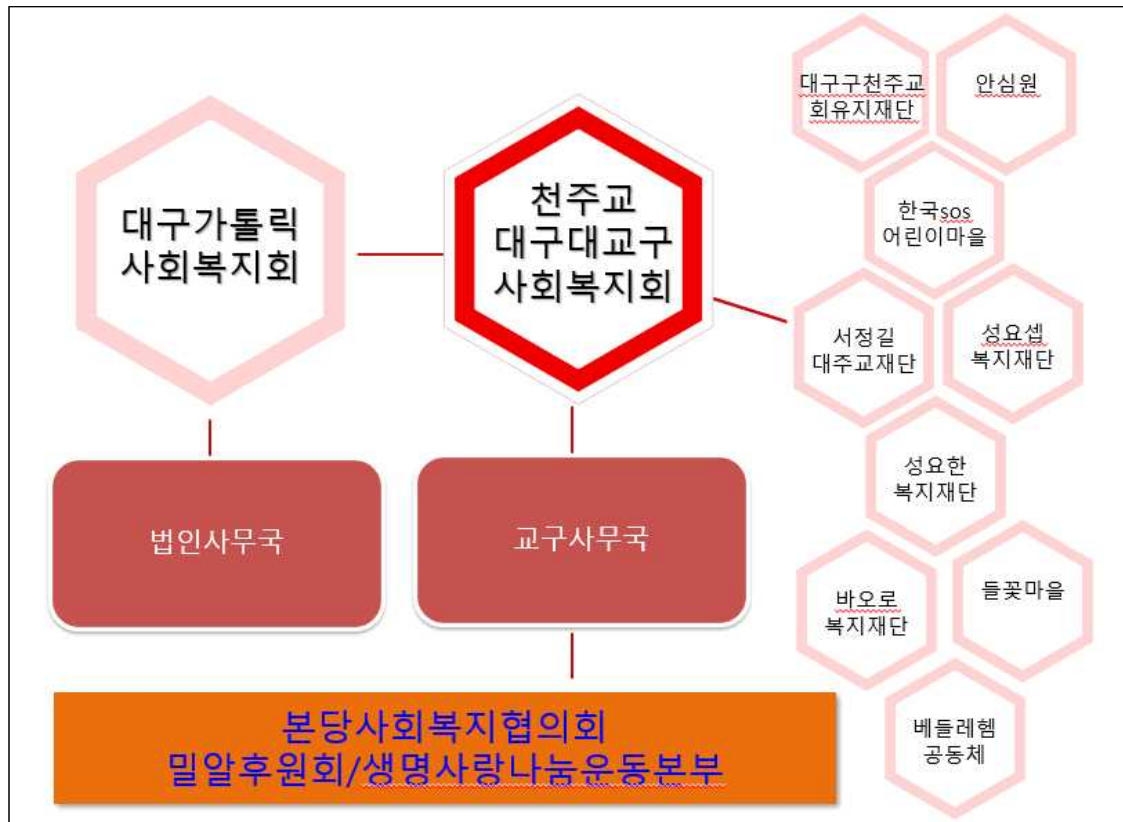 대구가톨릭
사회복지회
천주교
대구대교구
사회복지회
법인사무국
교구사무국
본당사회복지협의회
밀알후원회/생명사랑나눔운동본부
대구구천주교
회유지재단
안심원
한국sos
어린이마을
서정길
대주교재단
성요셉
복지재단
성요한
복지재단
바오로
복지재단
들꽃마을
베들레헴
공동체